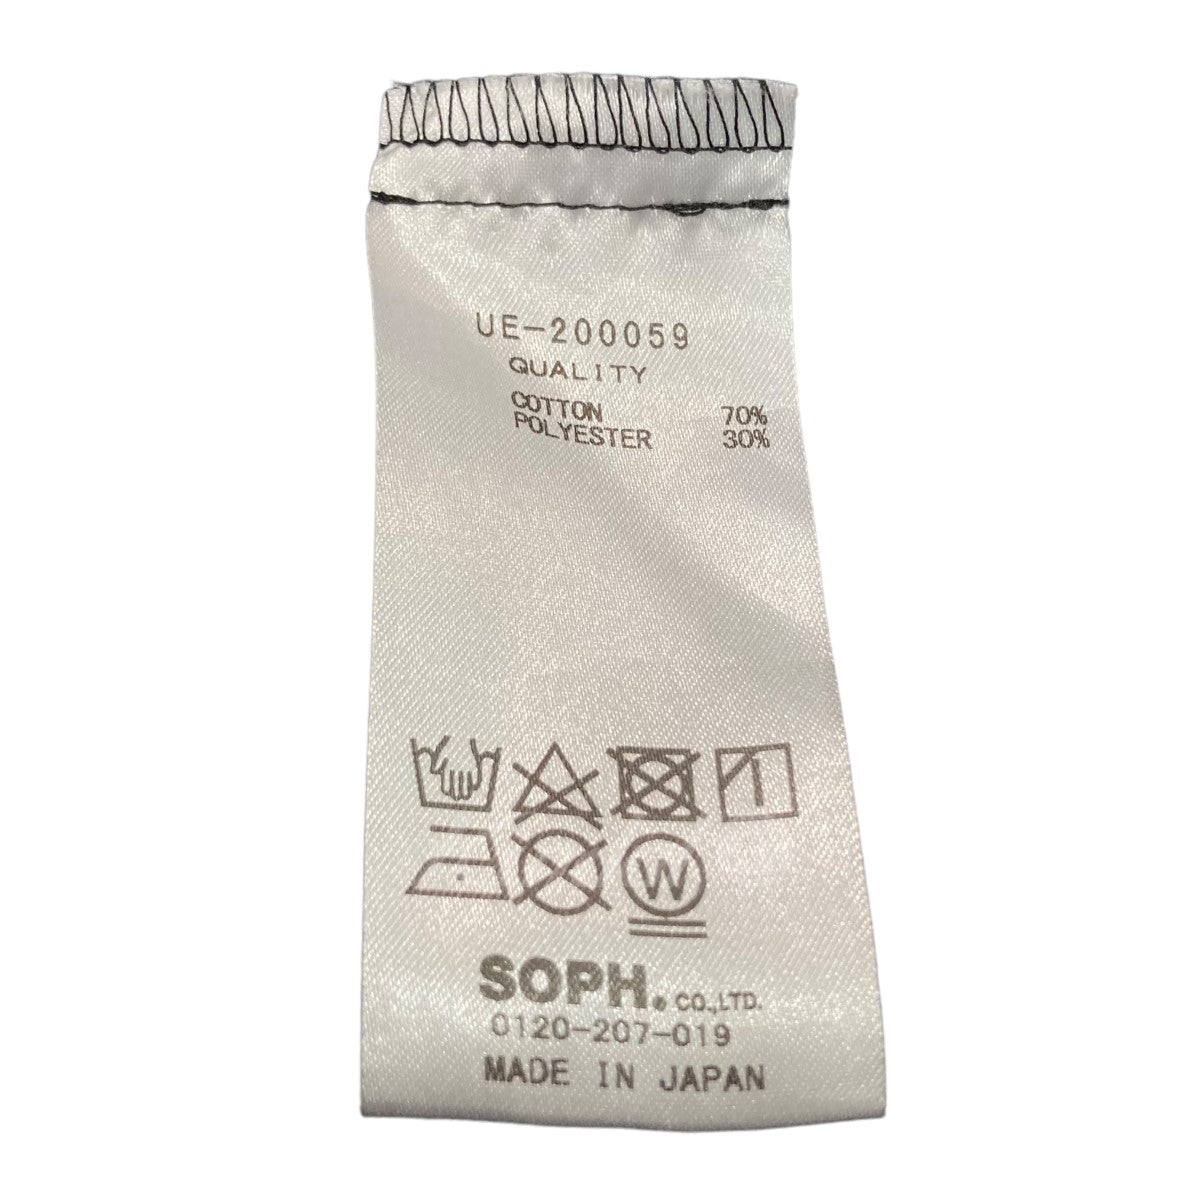 UE-200059
QUALITY
COTTON 70%
POLYESTER 30%
W
SOPH.® CO.,LTD.
0120-207-019
MADE IN JAPAN